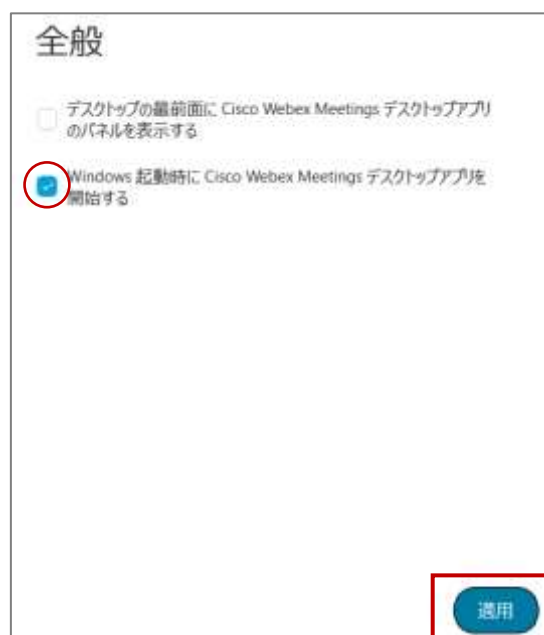 全般
デスクトップの最前面に Cisco Webex Meetings デスクトップアプリ
のパネルを表示する
Windows 起動時に Cisco Webex Meetings デスクトップアプリを
開始する
適用